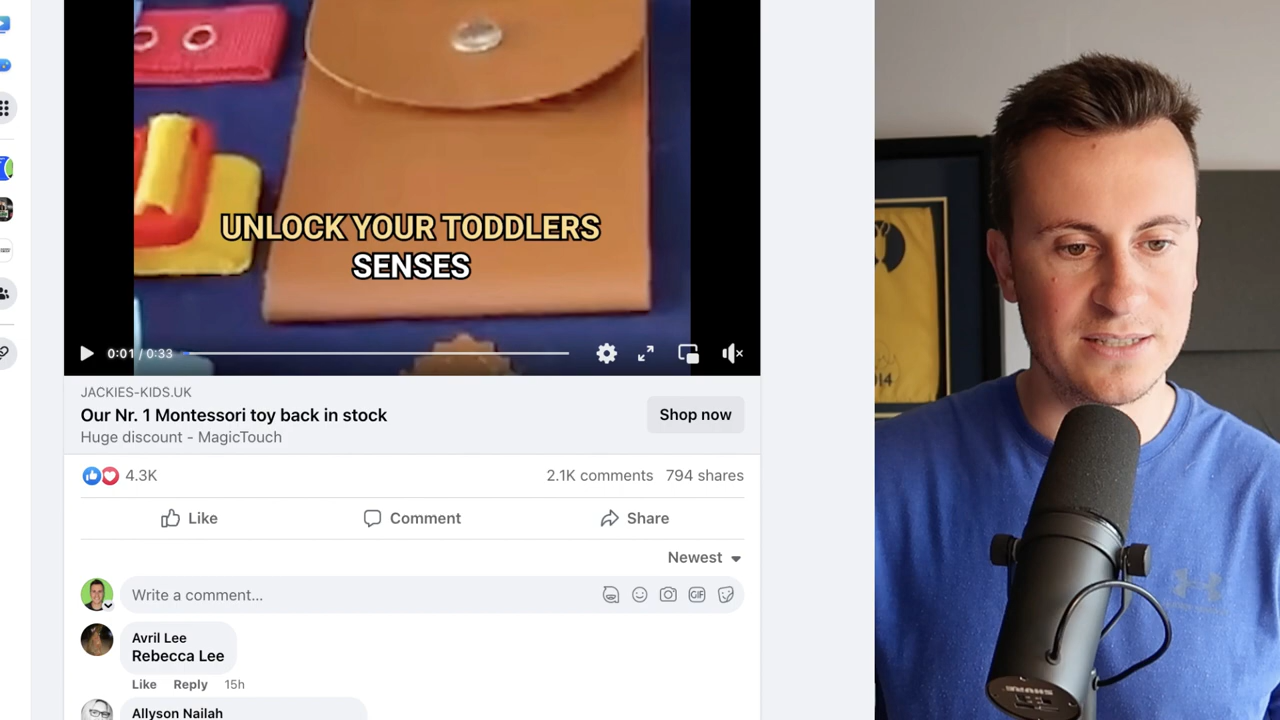 UNLOCK YOUR TODDLERS
SENSES
0:01 / 0:33
JACKIES-KIDS.UK
Our Nr. 1 Montessori toy back in stock
Huge discount - MagicTouch
Shop now
4.3K
2.1K comments 794 shares
Like Comment Share
Newest
Write a comment...
GIF
Avril Lee
Rebecca Lee
Like Reply 15h
Allyson Nailah